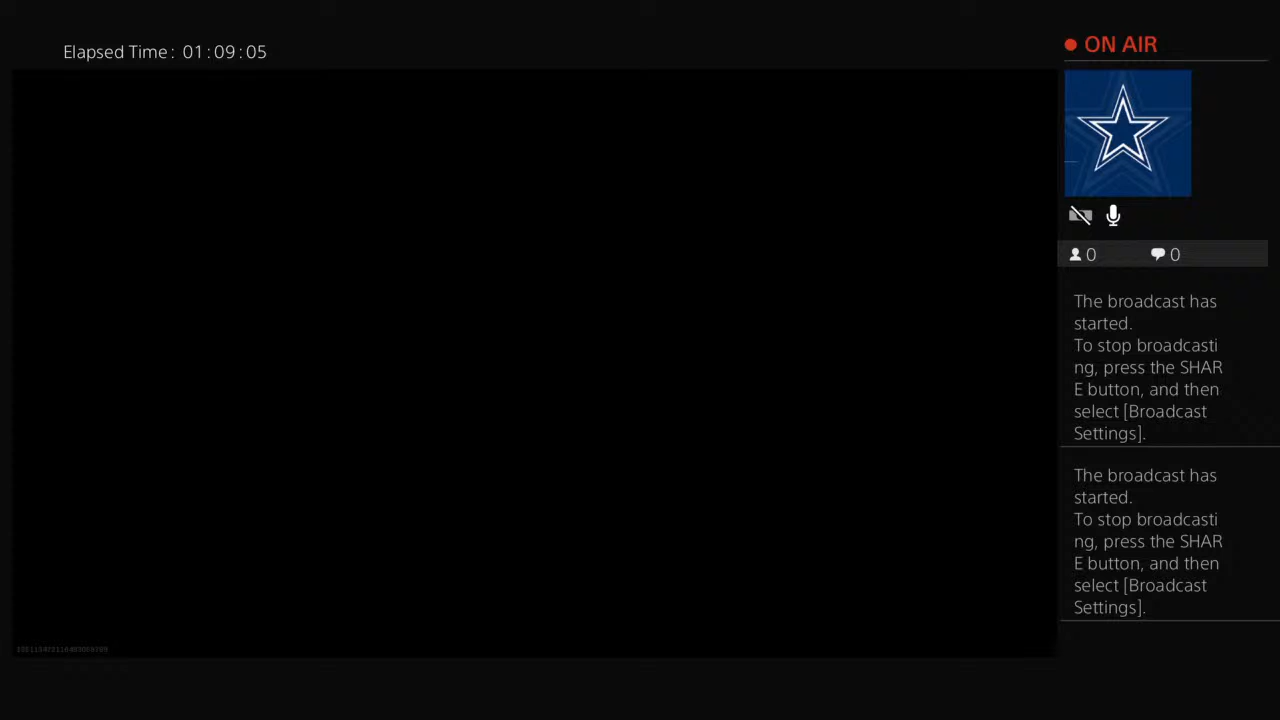 Elapsed Time: 01:09:05
ON AIR
0 0
The broadcast has
started.
To stop broadcasti
ng, press the SHAR
E button, and then
select [Broadcast
Settings].
The broadcast has
started.
To stop broadcasti
ng, press the SHAR
E button, and then
select [Broadcast
Settings].